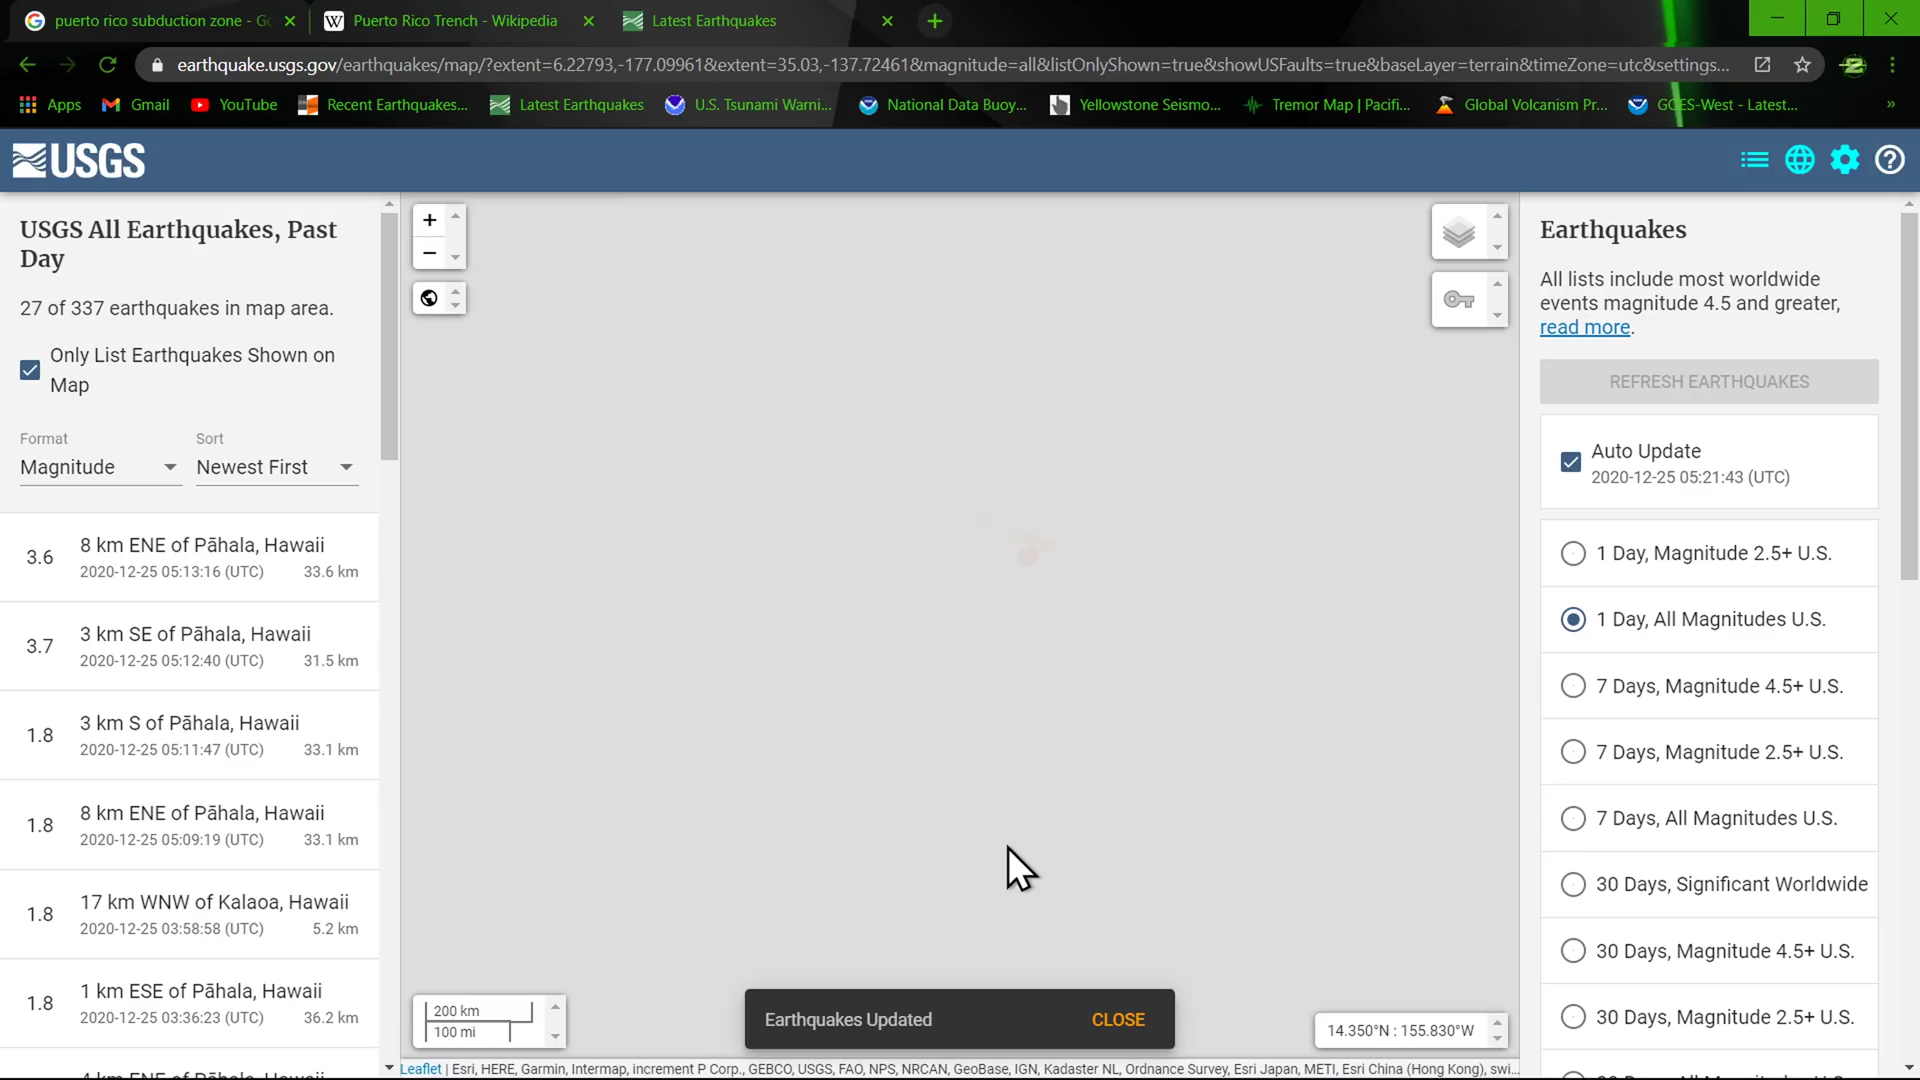 puerto rico subduction zone - Go
Puerto Rico Trench - Wikipedia
Latest Earthquakes
earthquake.usgs.gov/earthquakes/map/?extent=6.22793,-177.09961&extent=35.03,-137.72461&magnitude=all&listOnlyShown=true&showUSFaults=true&baseLayer=terrain&timeZone=utc&settings...
Apps
Gmail
YouTube
Recent Earthquakes...
Latest Earthquakes
U.S. Tsunami Warni...
National Data Buoy...
Yellowstone Seismo...
Tremor Map | Pacifi...
Global Volcanism Pr...
GOES-West - Latest...
»
USGS
USGS All Earthquakes, Past
Day
27 of 337 earthquakes in map area.
Only List Earthquakes Shown on
Map
Format
Sort
Magnitude
Newest First
3.6
8 km ENE of Pāhala, Hawaii
2020-12-25 05:13:16 (UTC) 33.6 km
3.7
3 km SE of Pāhala, Hawaii
2020-12-25 05:12:40 (UTC) 31.5 km
1.8
3 km S of Pāhala, Hawaii
2020-12-25 05:11:47 (UTC) 33.1 km
1.8
8 km ENE of Pāhala, Hawaii
2020-12-25 05:09:19 (UTC) 33.1 km
1.8
17 km WNW of Kalaoa, Hawaii
2020-12-25 03:58:58 (UTC) 5.2 km
1.8
1 km ESE of Pāhala, Hawaii
2020-12-25 03:36:23 (UTC) 36.2 km
+
−
200 km
100 mi
Earthquakes Updated CLOSE
14.350°N : 155.830°W
Leaflet | Esri, HERE, Garmin, Intermap, increment P Corp., GEBCO, USGS, FAO, NPS, NRCAN, GeoBase, IGN, Kadaster NL, Ordnance Survey, Esri Japan, METI, Esri China (Hong Kong), swi...
Earthquakes
All lists include most worldwide
events magnitude 4.5 and greater,
read more.
REFRESH EARTHQUAKES
Auto Update
2020-12-25 05:21:43 (UTC)
1 Day, Magnitude 2.5+ U.S.
1 Day, All Magnitudes U.S.
7 Days, Magnitude 4.5+ U.S.
7 Days, Magnitude 2.5+ U.S.
7 Days, All Magnitudes U.S.
30 Days, Significant Worldwide
30 Days, Magnitude 4.5+ U.S.
30 Days, Magnitude 2.5+ U.S.